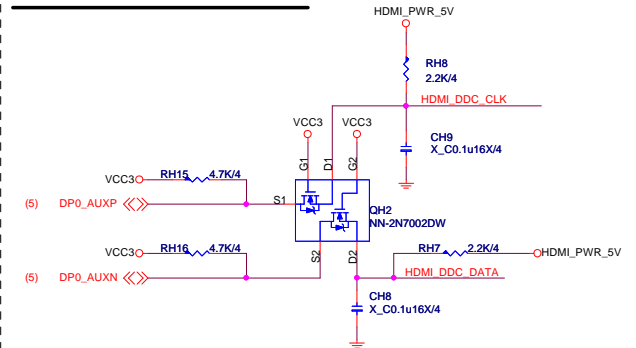 HDMI_PWR_5V
RH8
2.2K/4
HDMI_DDC_CLK
VCC3
VCC3
CH9
X_C0.1u16X/4
G1
D1
G2
VCC3
RH15
4.7K/4
(5)
DP0_AUXP
S1
QH2
NN-2N7002DW
VCC3
RH16
4.7K/4
S2
D2
RH7
2.2K/4
HDMI_PWR_5V
(5)
DP0_AUXN
HDMI_DDC_DATA
CH8
X_C0.1u16X/4